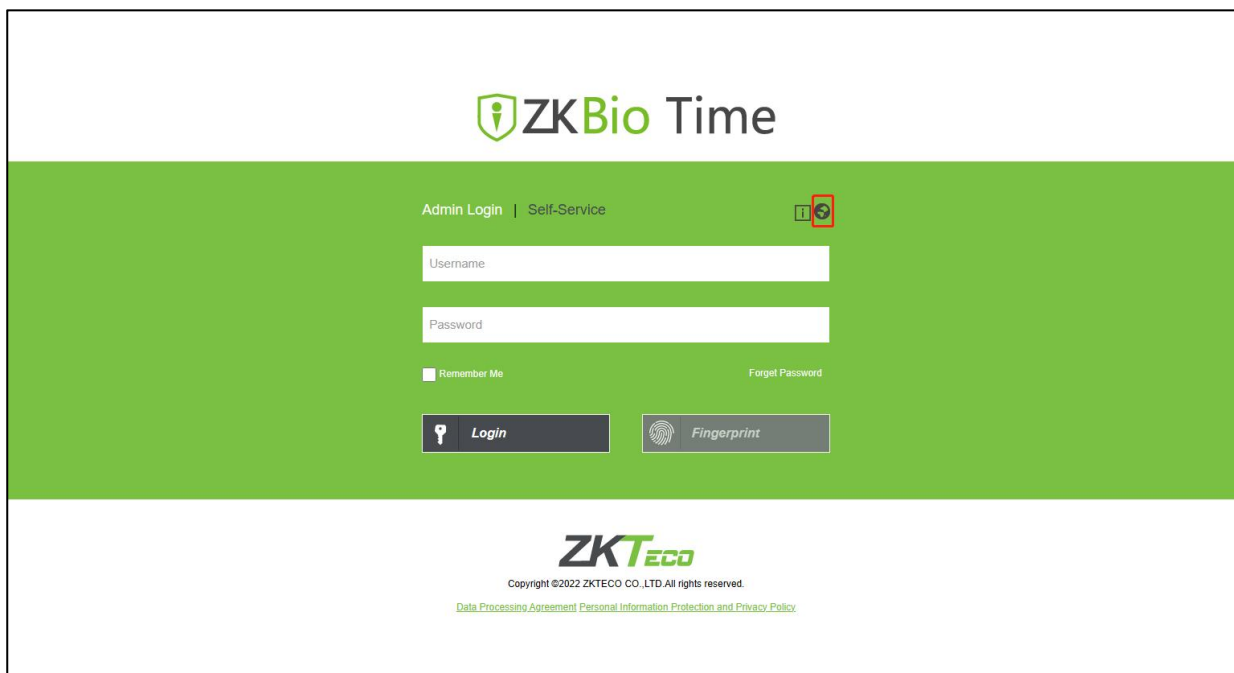 ZKBio Time
Admin Login | Self-Service
Username
Password
Remember Me Forget Password
Login Fingerprint
ZKTECO
Copyright ©2022 ZKTECO CO.,LTD.All rights reserved.
Data Processing Agreement Personal Information Protection and Privacy Policy